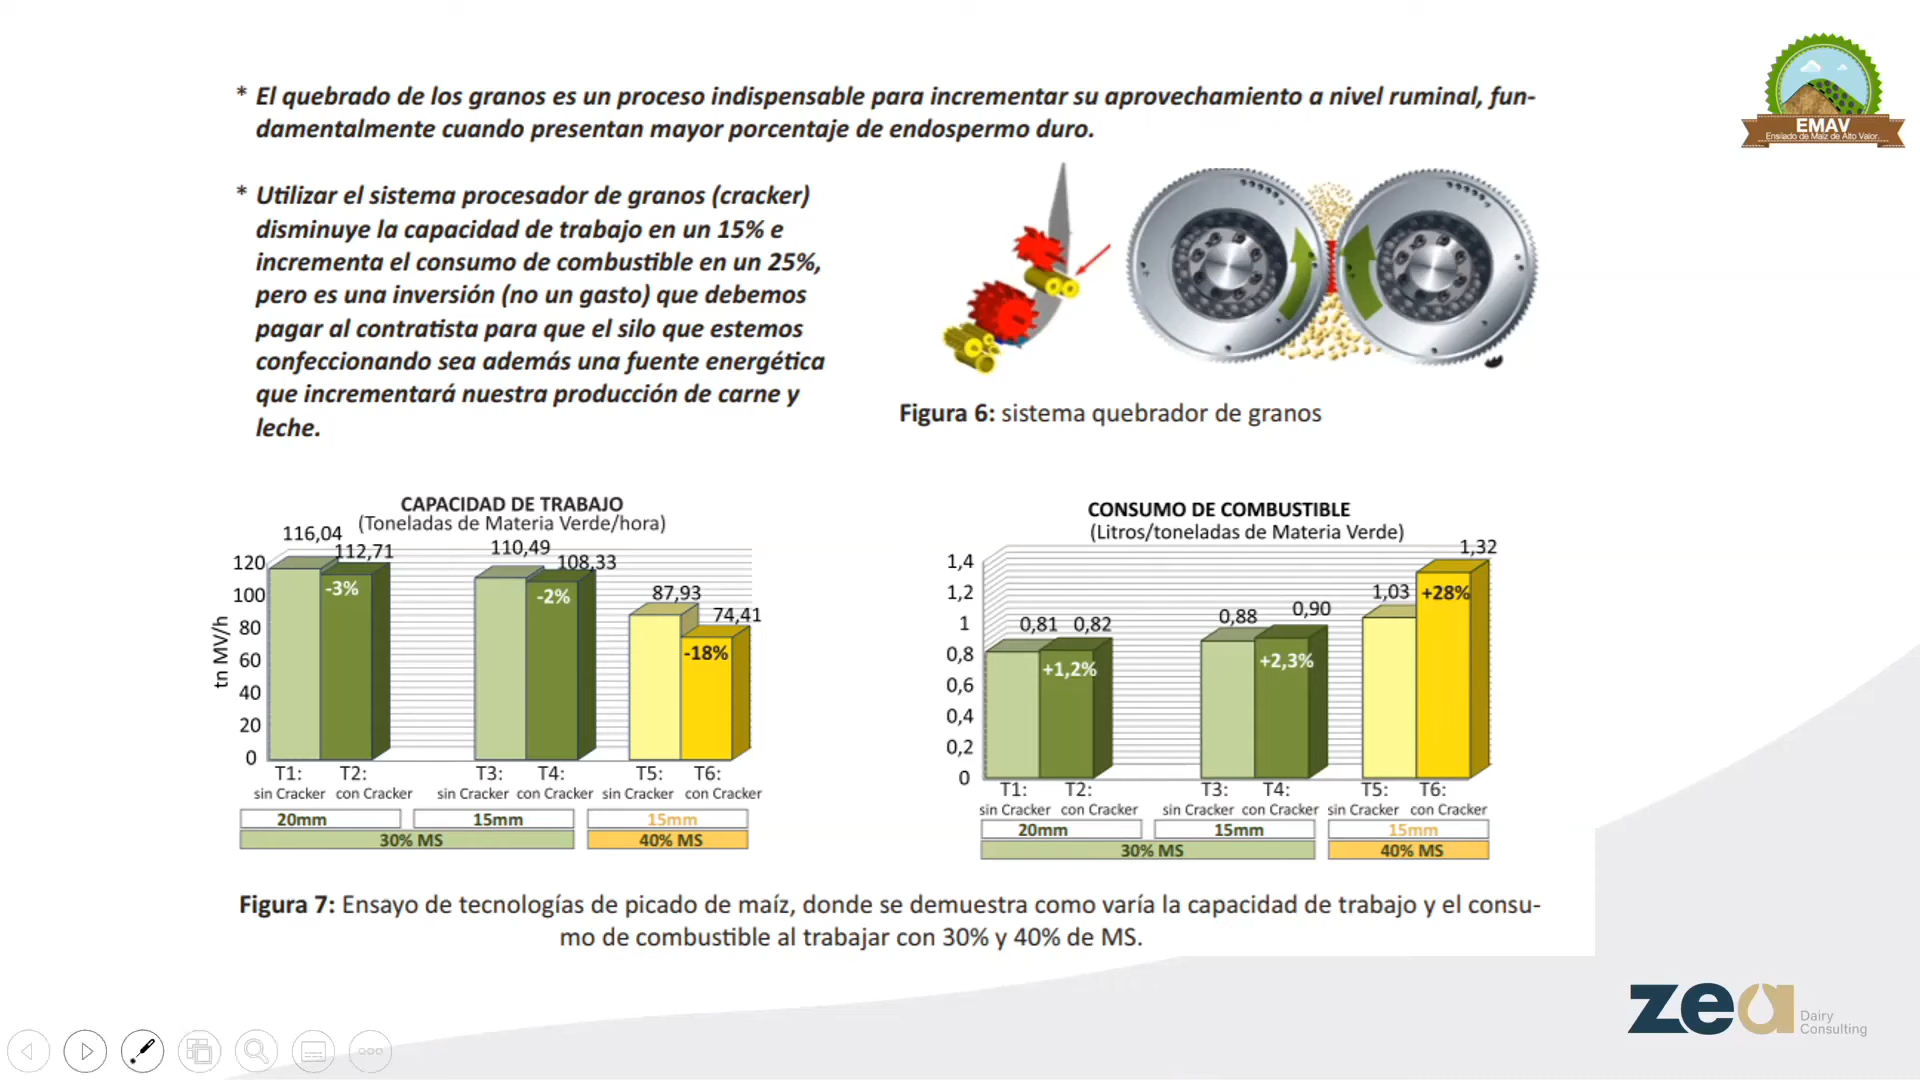 * El quebrado de los granos es un proceso indispensable para incrementar su aprovechamiento a nivel ruminal, fun-
damentalmente cuando presentan mayor porcentaje de endospermo duro.
* Utilizar el sistema procesador de granos (cracker)
disminuye la capacidad de trabajo en un 15% e
incrementa el consumo de combustible en un 25%,
pero es una inversión (no un gasto) que debemos
pagar al contratista para que el silo que estemos
confeccionando sea además una fuente energética
que incrementará nuestra producción de carne y
leche.
EMAV
Ensilado de Maíz de Alto Valor
Figura 6: sistema quebrador de granos
CAPACIDAD DE TRABAJO
(Toneladas de Materia Verde/hora)
116,04
112,71
110,49
108,33
87,93
74,41
-3%
-2%
-18%
tn MV/h
120
100
80
60
40
20
0
T1: T2: T3: T4: T5: T6:
sin Cracker con Cracker sin Cracker con Cracker sin Cracker con Cracker
20mm 15mm 15mm
30% MS 40% MS
CONSUMO DE COMBUSTIBLE
(Litros/toneladas de Materia Verde)
1,32
1,03
0,90
0,88
0,81 0,82
+28%
+2,3%
+1,2%
1,4
1,2
1
0,8
0,6
0,4
0,2
0
T1: T2: T3: T4: T5: T6:
sin Cracker con Cracker sin Cracker con Cracker sin Cracker con Cracker
20mm 15mm 15mm
30% MS 40% MS
Figura 7: Ensayo de tecnologías de picado de maíz, donde se demuestra como varía la capacidad de trabajo y el consu-
mo de combustible al trabajar con 30% y 40% de MS.
zea
Dairy
Consulting